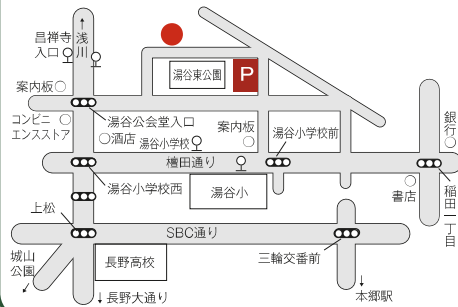 昌禅寺
入口
↑
浅川
案内板
湯谷東公園
P
コンビニ
エンスストア
湯谷公会堂入口
酒店
湯谷小学校
案内板
湯谷小学校前
銀行
檀田通り
湯谷小学校西
湯谷小
書店
稲田一丁目
上松
SBC通り
城山
公園
↙
長野高校
三輪交番前
↓長野大通り
↓
本郷駅